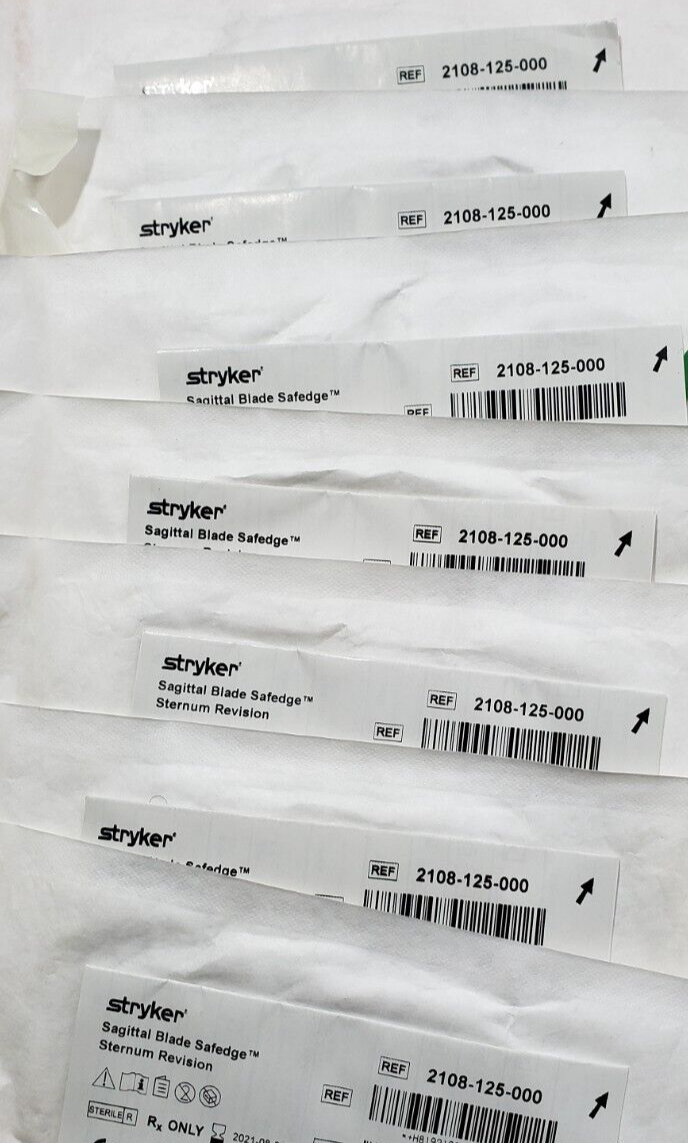 REF 2108-125-000
stryker
REF 2108-125-000
stryker
REF 2108-125-000
Sagittal Blade Safedge™
REF
stryker
REF 2108-125-000
Sagittal Blade Safedge™
stryker
REF 2108-125-000
Sagittal Blade Safedge™
Sternum Revision
REF
stryker
REF 2108-125-000
Safedge™
stryker
Sagittal Blade Safedge™
Sternum Revision
REF 2108-125-000
REF
STERILE R
Rx ONLY